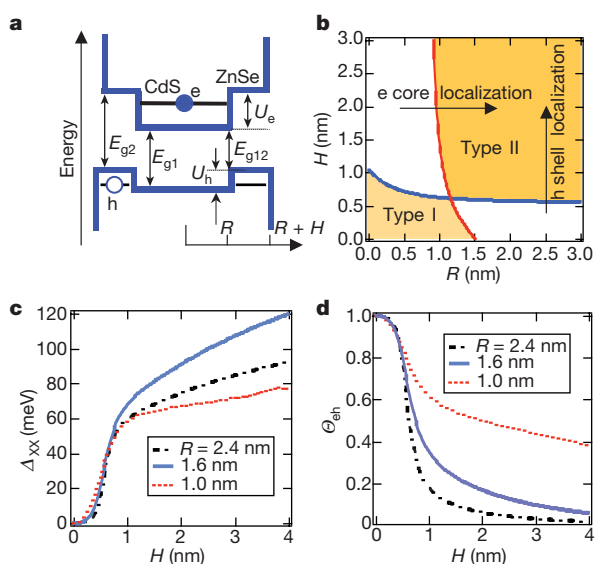 a
Energy
CdS
e
ZnSe
U_e
E_g2
E_g1
E_g12
U_h
h
R
R + H
b
3.0
2.5
2.0
1.5
1.0
0.5
0.0
H (nm)
e core localization
h shell localization
Type II
Type I
0.0 0.5 1.0 1.5 2.0 2.5 3.0
R (nm)
c
120
100
80
60
40
20
0
Δ_XX (meV)
R = 2.4 nm
1.6 nm
1.0 nm
0 1 2 3 4
H (nm)
d
1.0
0.8
0.6
0.4
0.2
0.0
Θ_eh
R = 2.4 nm
1.6 nm
1.0 nm
0 1 2 3 4
H (nm)